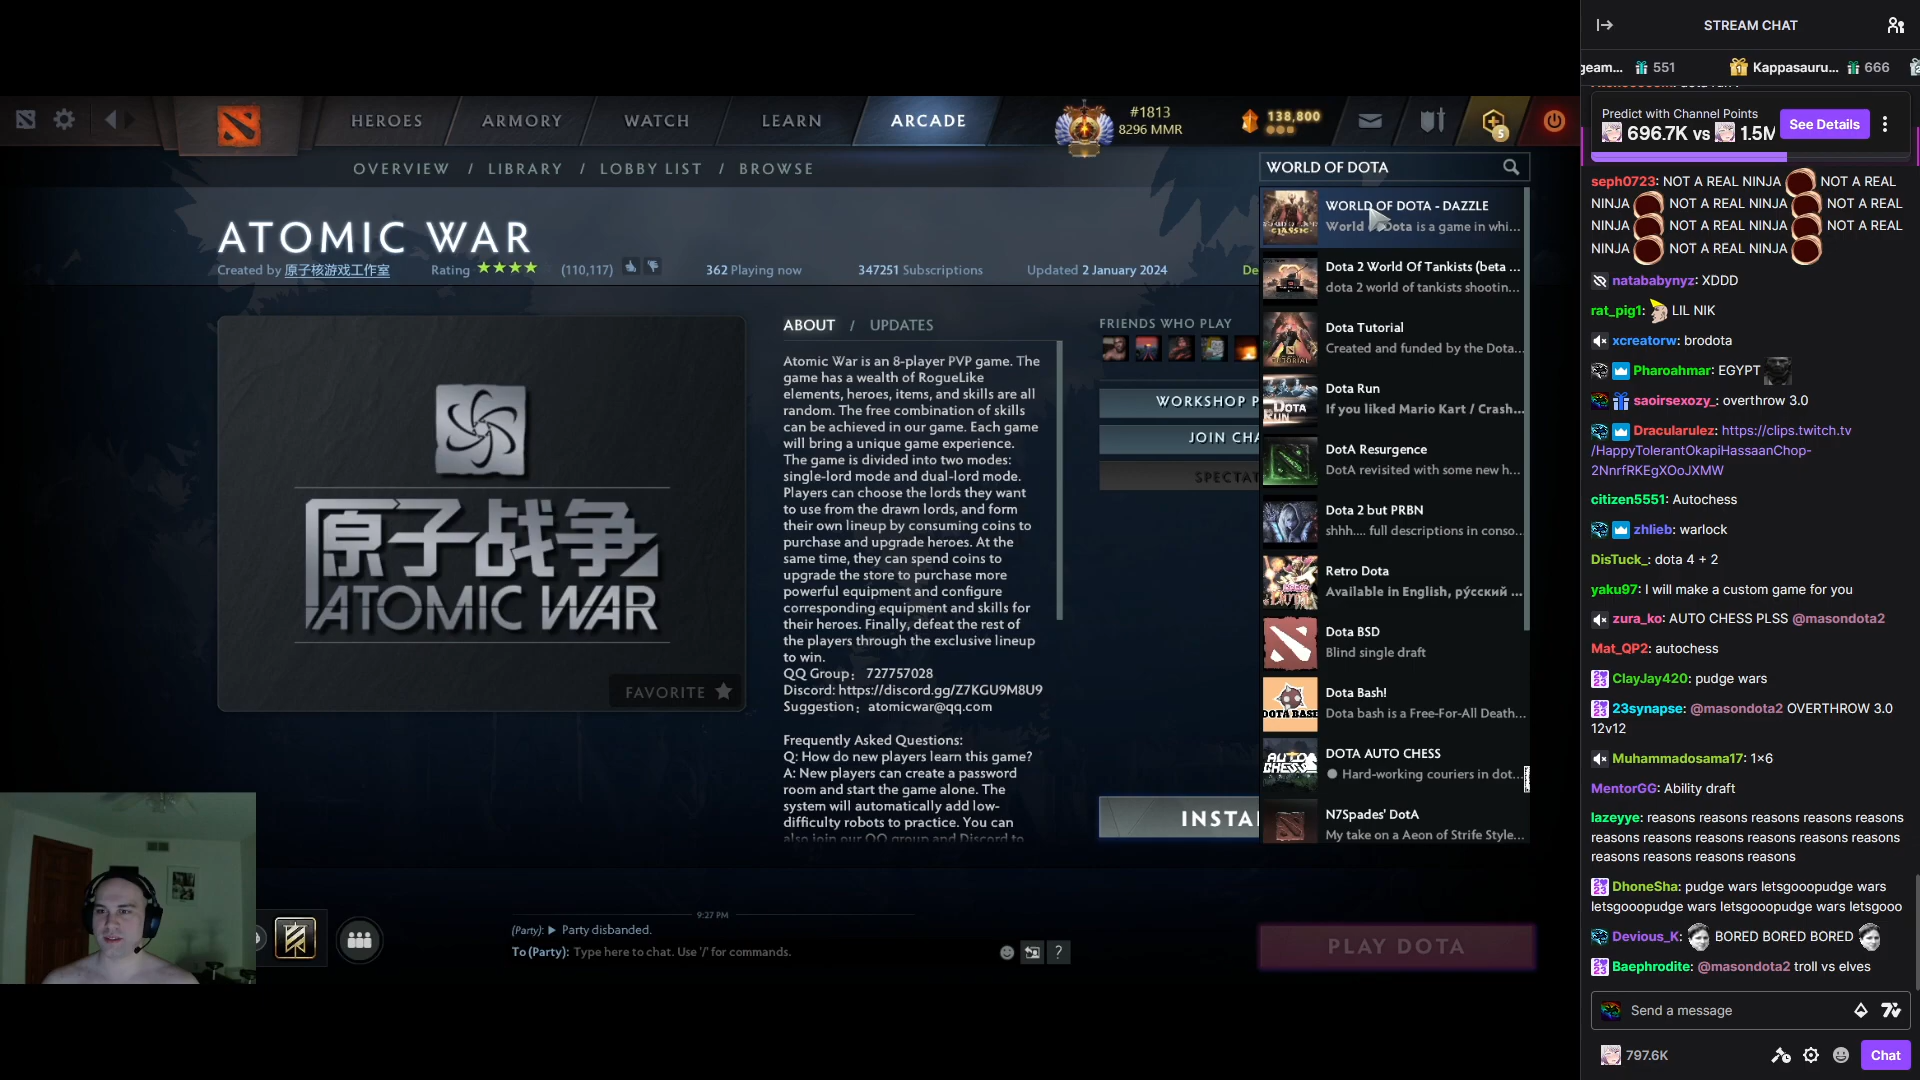 HEROES
ARMORY
WATCH
LEARN
ARCADE
#1813
8296 MMR
138,800
5
OVERVIEW / LIBRARY / LOBBY LIST / BROWSE
WORLD OF DOTA
ATOMIC WAR
Created by 原子核游戏工作室
Rating
(110,117)
362 Playing now
347251 Subscriptions
Updated 2 January 2024
De
原子战争
ATOMIC WAR
FAVORITE
ABOUT / UPDATES
Atomic War is an 8-player PVP game. The
game has a wealth of RogueLike
elements, heroes, items, and skills are all
random. The free combination of skills
can be achieved in our game. Each game
will bring a unique game experience.
The game is divided into two modes:
single-lord mode and dual-lord mode.
Players can choose the lords they want
to use from the drawn lords, and form
their own lineup by consuming coins to
purchase and upgrade heroes. At the
same time, they can spend coins to
upgrade the store to purchase more
powerful equipment and configure
corresponding equipment and skills for
their heroes. Finally, defeat the rest of
the players through the exclusive lineup
to win.
QQ Group：727757028
Discord: https://discord.gg/Z7KGU9M8U9
Suggestion：atomicwar@qq.com
Frequently Asked Questions:
Q: How do new players learn this game?
A: New players can create a password
room and start the game alone. The
system will automatically add low-
difficulty robots to practice. You can
also join our QQ group and Discord to
FRIENDS WHO PLAY
WORKSHOP P
JOIN CHA
SPECTAT
INSTA
WORLD OF DOTA - DAZZLE
World Dota is a game in whi...
Dota 2 World Of Tankists (beta ...
dota 2 world of tankists shootin...
Dota Tutorial
Created and funded by the Dota...
Dota Run
If you liked Mario Kart / Crash...
DotA Resurgence
DotA revisited with some new h...
Dota 2 but PRBN
shhh.... full descriptions in conso...
Retro Dota
Available in English, ру́сский ...
Dota BSD
Blind single draft
Dota Bash!
Dota bash is a Free-For-All Death...
DOTA AUTO CHESS
● Hard-working couriers in dot...
N7Spades' DotA
My take on a Aeon of Strife Style...
9:27 PM
(Party): ▶ Party disbanded.
To (Party): Type here to chat. Use '/' for commands.
?
PLAY DOTA
STREAM CHAT
geam... 551
Kappasauru... 666
Predict with Channel Points
696.7K vs 1.5M
See Details
seph0723: NOT A REAL NINJA NOT A REAL
NINJA NOT A REAL NINJA NOT A REAL
NINJA NOT A REAL NINJA NOT A REAL
NINJA NOT A REAL NINJA
natababynyz: XDDD
rat_pig1: LIL NIK
xcreatorw: brodota
Pharoahmar: EGYPT
saoirsexozy_: overthrow 3.0
Dracularulez: https://clips.twitch.tv
/HappyTolerantOkapiHassaanChop-
2NnrfRKEgXOoJXMW
citizen5551: Autochess
zhlieb: warlock
DisTuck_: dota 4 + 2
yaku97: I will make a custom game for you
zura_ko: AUTO CHESS PLSS @masondota2
Mat_QP2: autochess
ClayJay420: pudge wars
23synapse: @masondota2 OVERTHROW 3.0
12v12
Muhammadosama17: 1×6
MentorGG: Ability draft
lazeyye: reasons reasons reasons reasons reasons
reasons reasons reasons reasons reasons reasons
reasons reasons reasons reasons
DhoneSha: pudge wars letsgooopudge wars
letsgooopudge wars letsgooopudge wars letsgooo
Devious_K: BORED BORED BORED
Baephrodite: @masondota2 troll vs elves
Send a message
797.6K
Chat